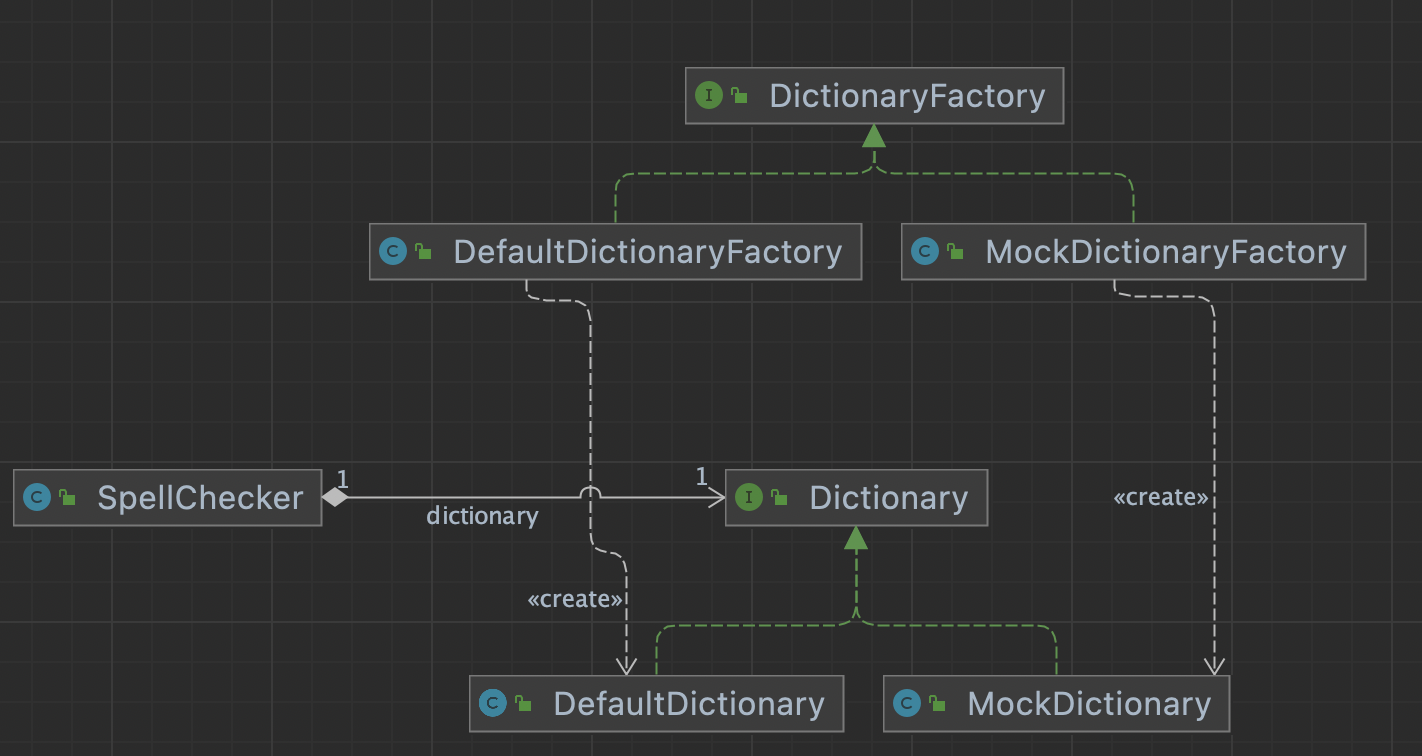 I DictionaryFactory
C DefaultDictionaryFactory
C MockDictionaryFactory
C SpellChecker
1
dictionary
1
I Dictionary
«create»
«create»
C DefaultDictionary
C MockDictionary